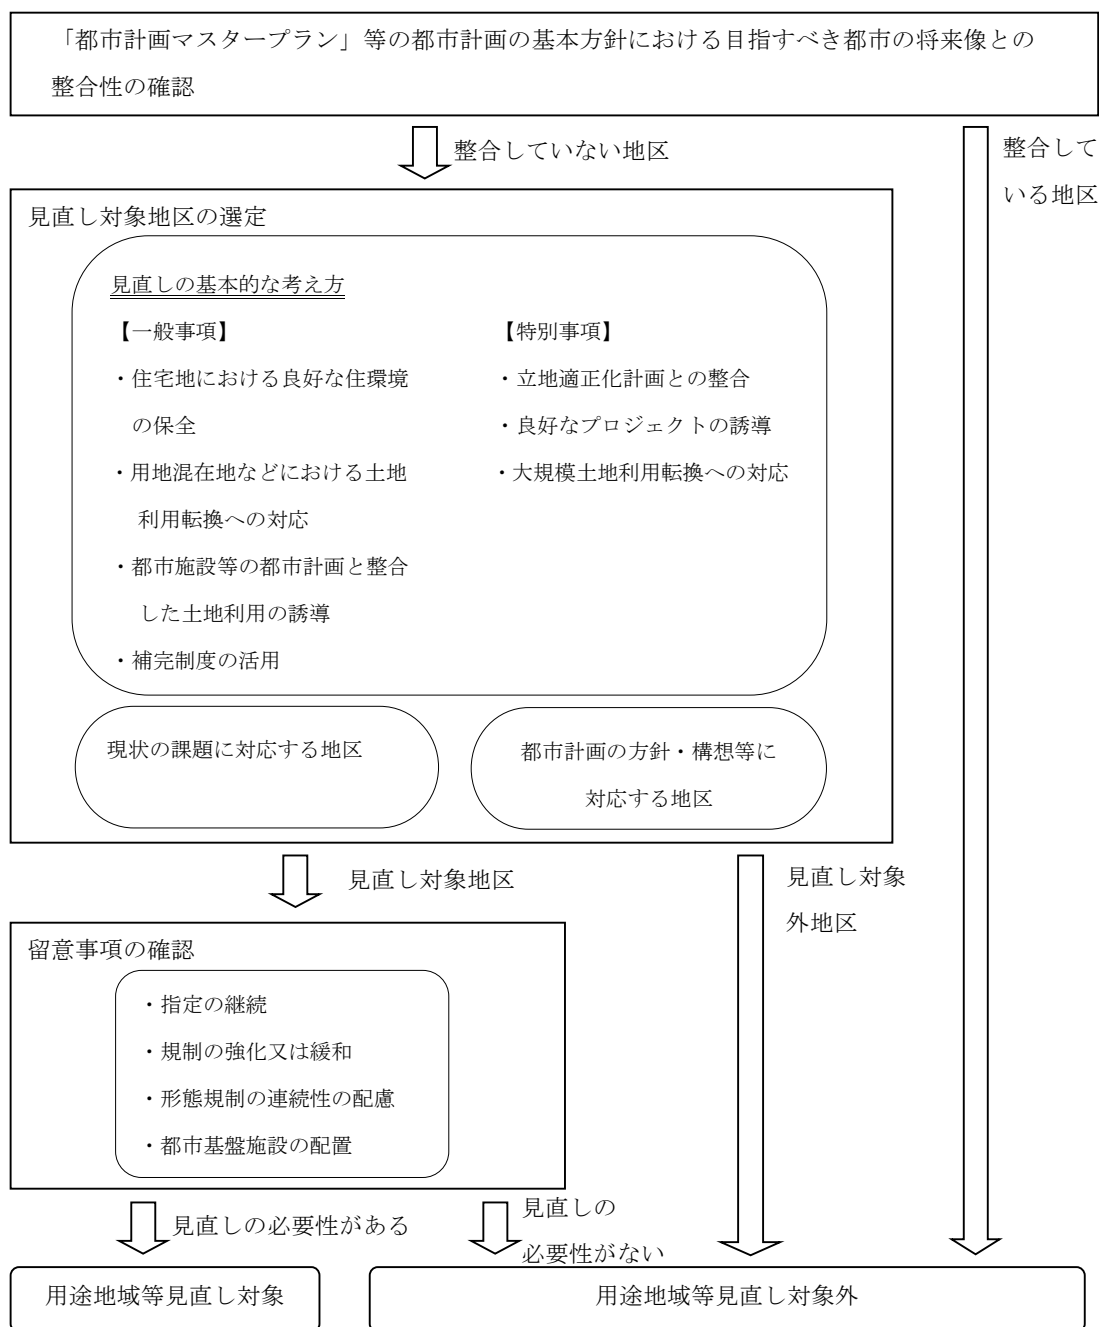 「都市計画マスタープラン」等の都市計画の基本方針における目指すべき都市の将来像との
整合性の確認
整合していない地区
整合して
いる地区
見直し対象地区の選定
見直しの基本的な考え方
【一般事項】
・住宅地における良好な住環境
の保全
・用地混在地などにおける土地
利用転換への対応
・都市施設等の都市計画と整合
した土地利用の誘導
・補完制度の活用
【特別事項】
・立地適正化計画との整合
・良好なプロジェクトの誘導
・大規模土地利用転換への対応
現状の課題に対応する地区
都市計画の方針・構想等に
対応する地区
見直し対象地区
見直し対象
外地区
留意事項の確認
・指定の継続
・規制の強化又は緩和
・形態規制の連続性の配慮
・都市基盤施設の配置
見直しの必要性がある
見直しの
必要性がない
用途地域等見直し対象
用途地域等見直し対象外